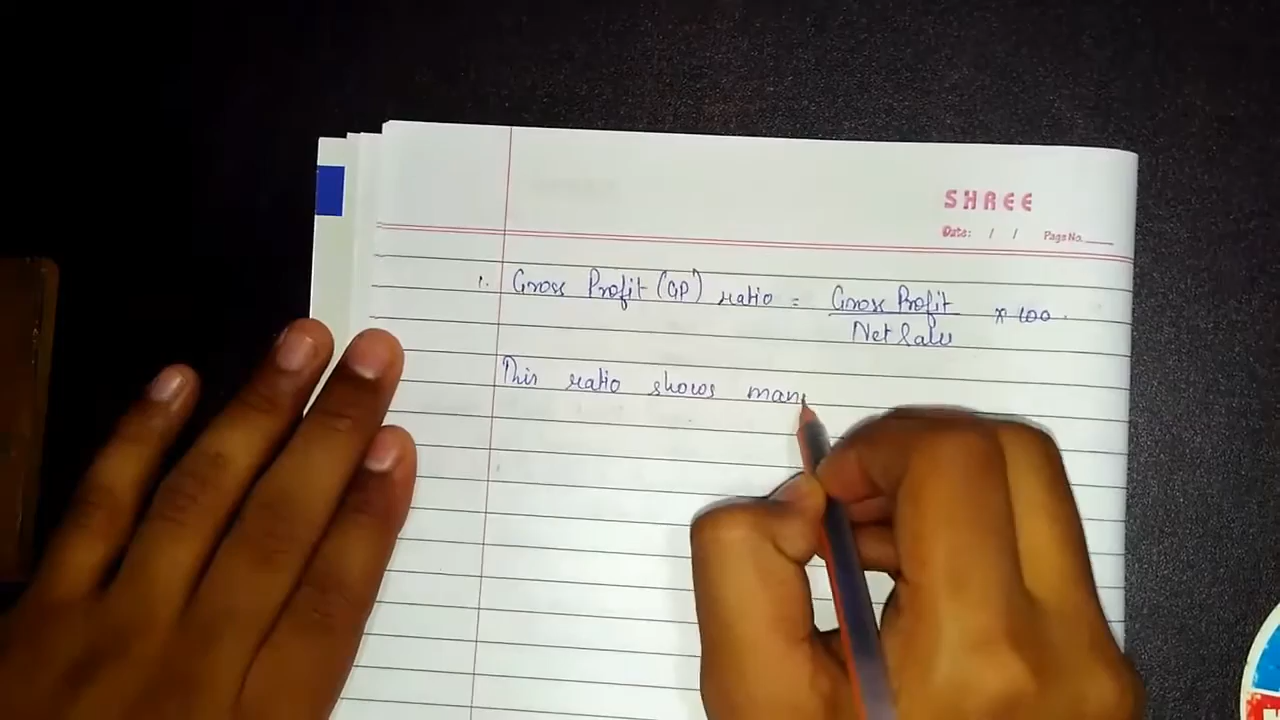 SHREE
Date: / / Page No.
1. Gross Profit (GP) ratio = Gross Profit × 100.
Net Sales
This ratio shows man